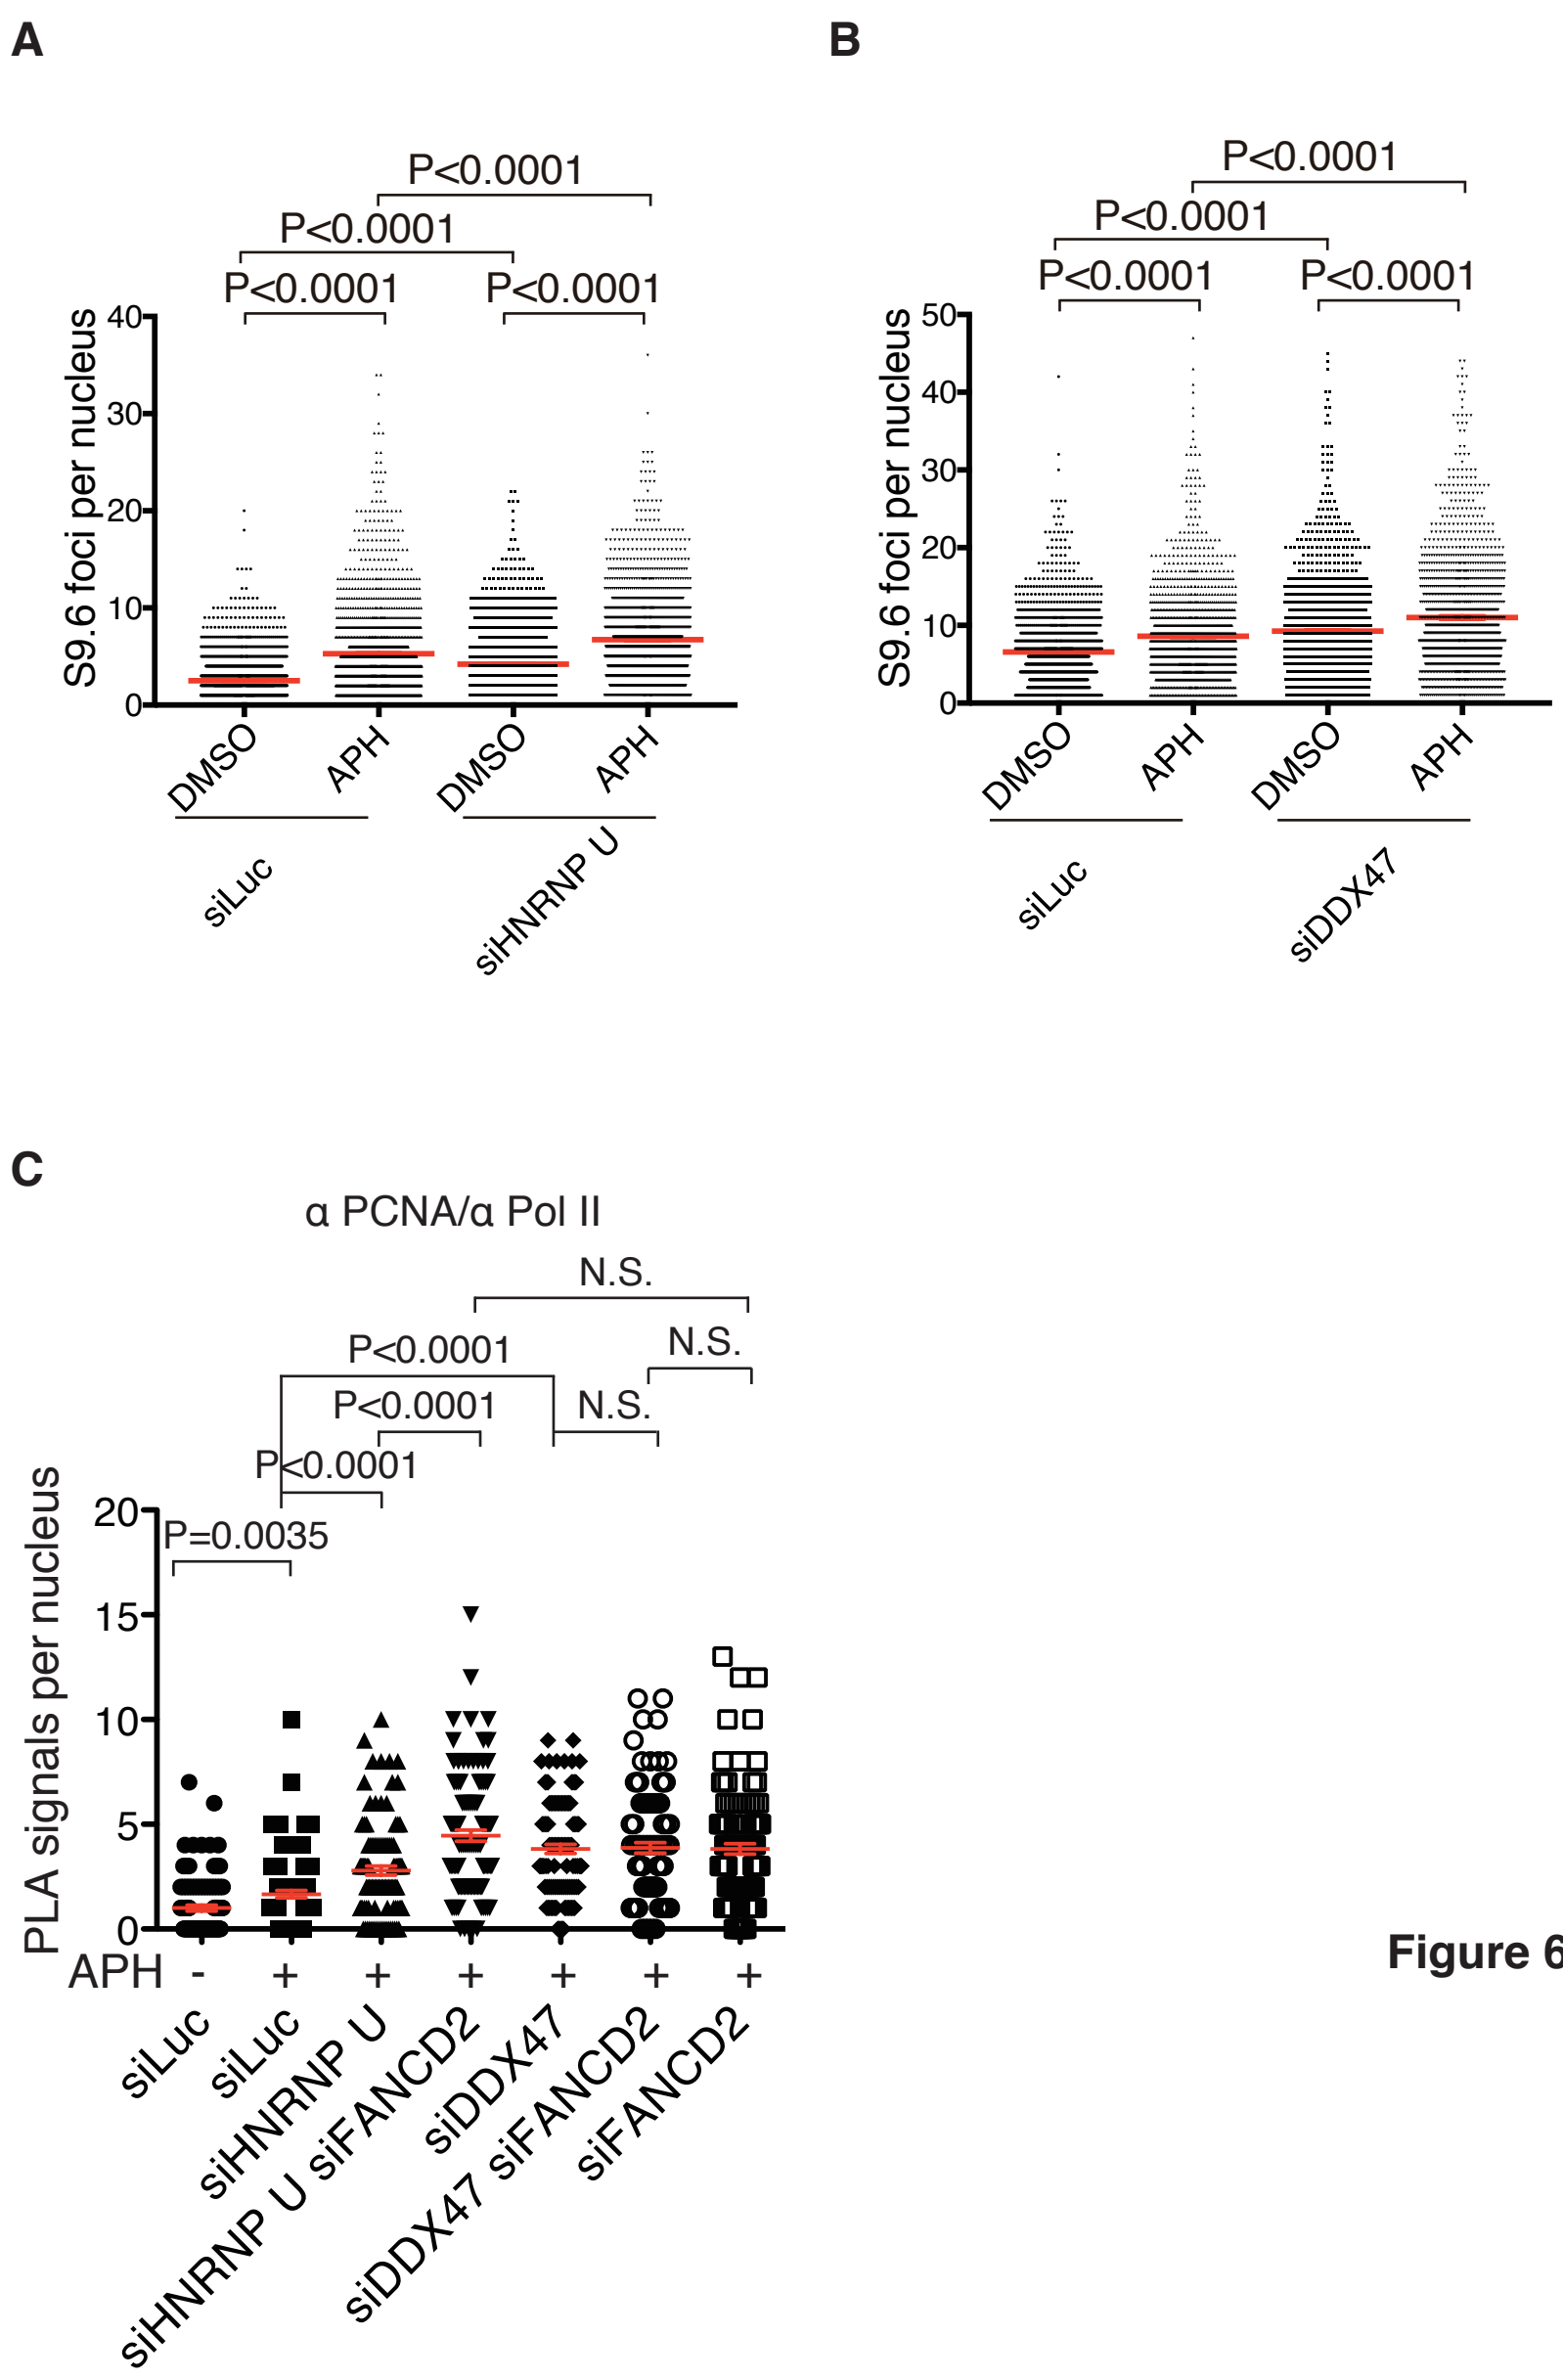 A
B
P<0.0001
P<0.0001
P<0.0001 P<0.0001
S9.6 foci per nucleus
40
30
20
10
0
DMSO
APH
DMSO
APH
siLuc
siHNRNP U
P<0.0001
P<0.0001
P<0.0001 P<0.0001
S9.6 foci per nucleus
50
40
30
20
10
0
DMSO
APH
DMSO
APH
siLuc
siDDX47
C
α PCNA/α Pol II
N.S.
N.S.
P<0.0001
P<0.0001
N.S.
P<0.0001
P=0.0035
PLA signals per nucleus
20
15
10
5
0
APH - + + + + + +
siLuc
siLuc
siHNRNP U
siHNRNP U siFANCD2
siDDX47
siDDX47 siFANCD2
siFANCD2
Figure 6